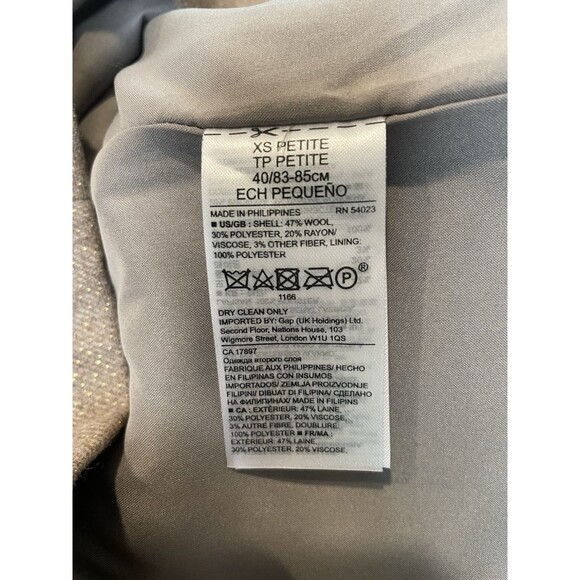 XS PETITE
TP PETITE
40/83-85CM
ECH PEQUEÑO
MADE IN PHILIPPINES RN 54023
■ US/GB : SHELL: 47% WOOL,
30% POLYESTER, 20% RAYON/
VISCOSE, 3% OTHER FIBER, LINING:
100% POLYESTER
P ®
1166
DRY CLEAN ONLY
IMPORTED BY: Gap (UK Holdings) Ltd.
Second Floor, Nations House, 103
Wigmore Street, London W1U 1QS
CA 17897
Одежда второго слоя
FABRIQUÉ AUX PHILIPPINES/ HECHO
EN FILIPINAS CON INSUMOS
IMPORTADOS/ ZEMLJA PROIZVODNJE
FILIPINI/ DIBUAT DI FILIPINA/ СДЕЛАНО
НА ФИЛИПИНАХ/ MADE IN FILIPINS
■ CA : EXTÉRIEUR: 47% LAINE,
30% POLYESTER, 20% VISCOSE,
3% AUTRE FIBRE, DOUBLURE:
100% POLYESTER ■ FR/MA :
EXTÉRIEUR: 47% LAINE,
30% POLYESTER, 20% VISCOSE,